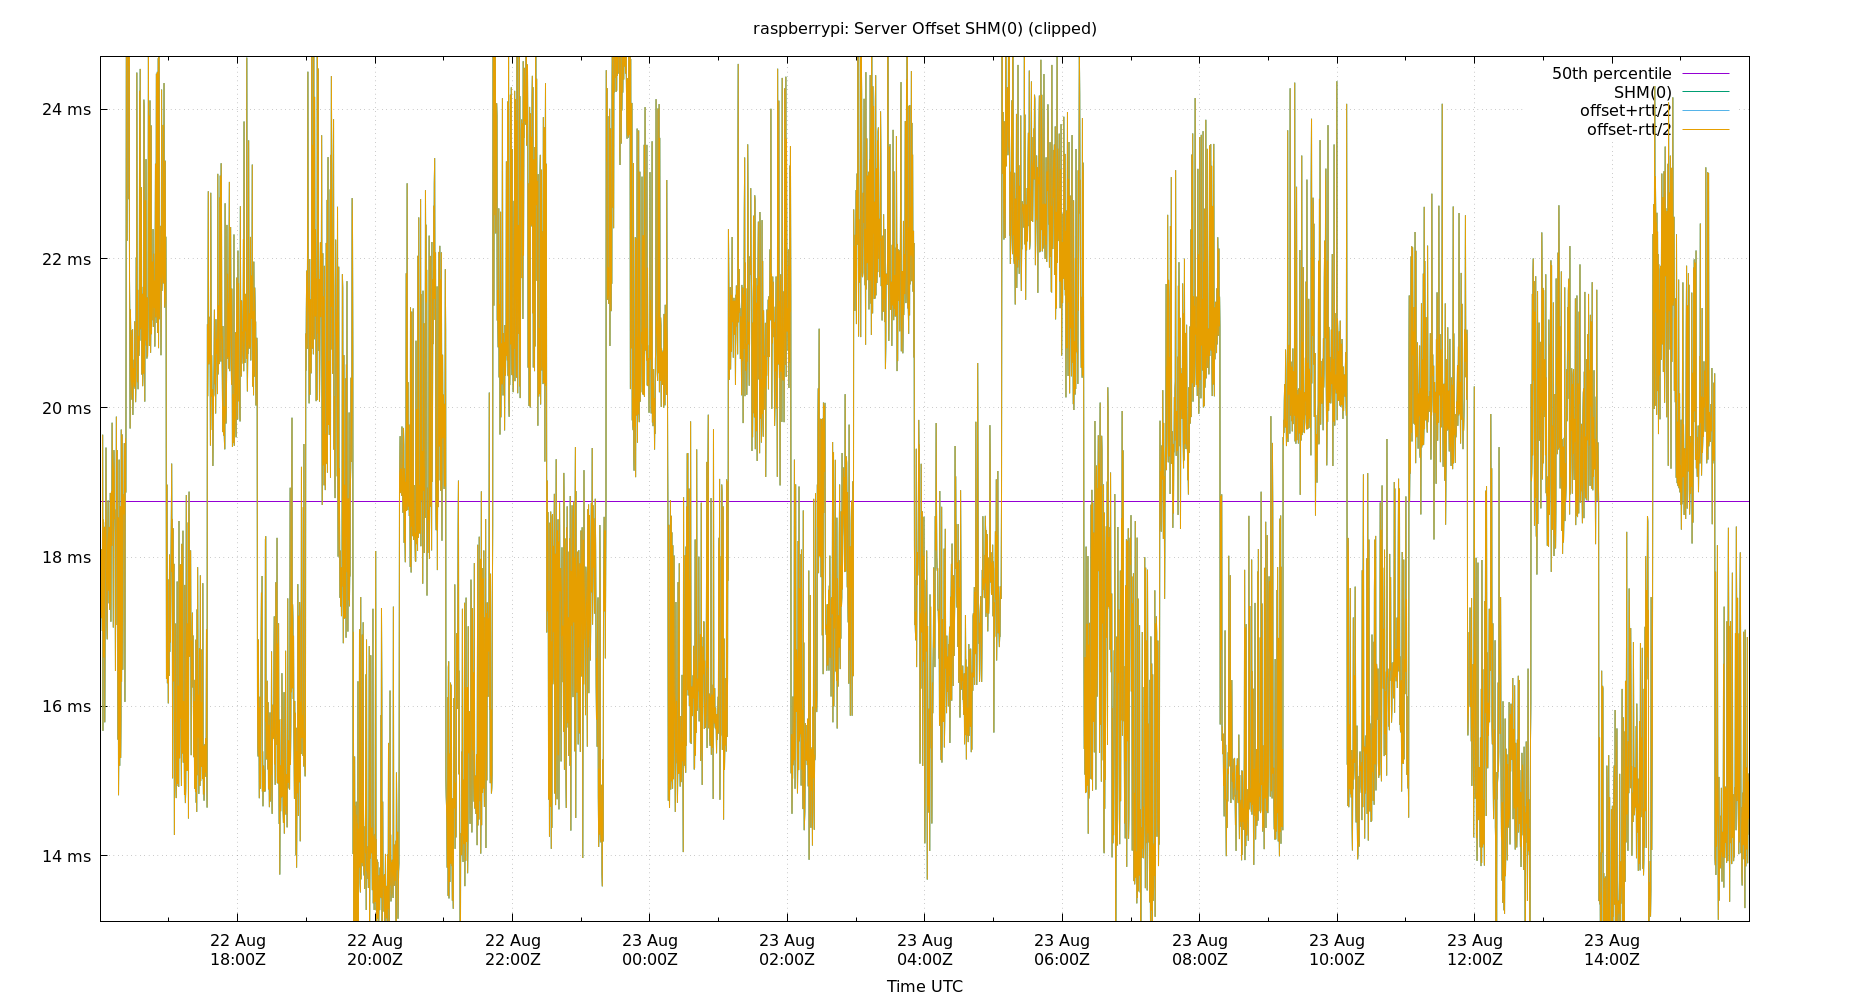 raspberrypi: Server Offset SHM(0) (clipped)
50th percentile
SHM(0)
offset+rtt/2
offset-rtt/2
24 ms
22 ms
20 ms
18 ms
16 ms
14 ms
22 Aug 22 Aug 22 Aug 23 Aug 23 Aug 23 Aug 23 Aug 23 Aug 23 Aug 23 Aug 23 Aug
18:00Z 20:00Z 22:00Z 00:00Z 02:00Z 04:00Z 06:00Z 08:00Z 10:00Z 12:00Z 14:00Z
Time UTC